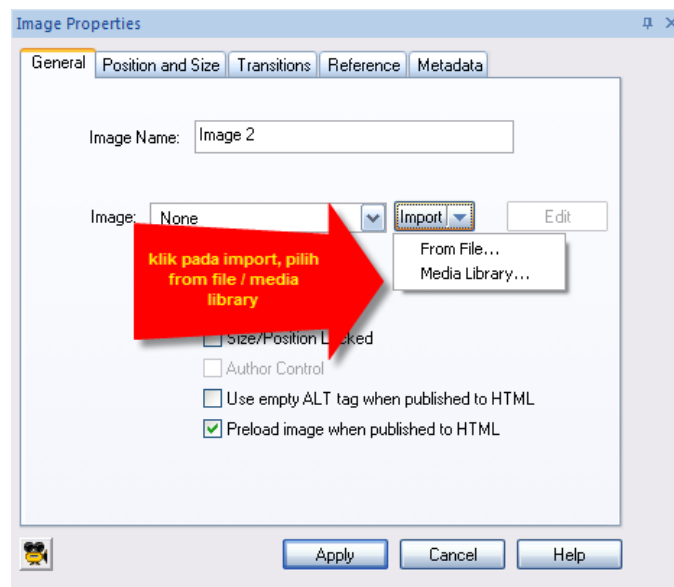 Image Properties
General Position and Size Transitions Reference Metadata
Image Name: Image 2
Image: None Import Edit
From File...
Media Library...
klik pada import, pilih
from file / media
library
Size/Position Locked
Author Control
Use empty ALT tag when published to HTML
Preload image when published to HTML
Apply Cancel Help